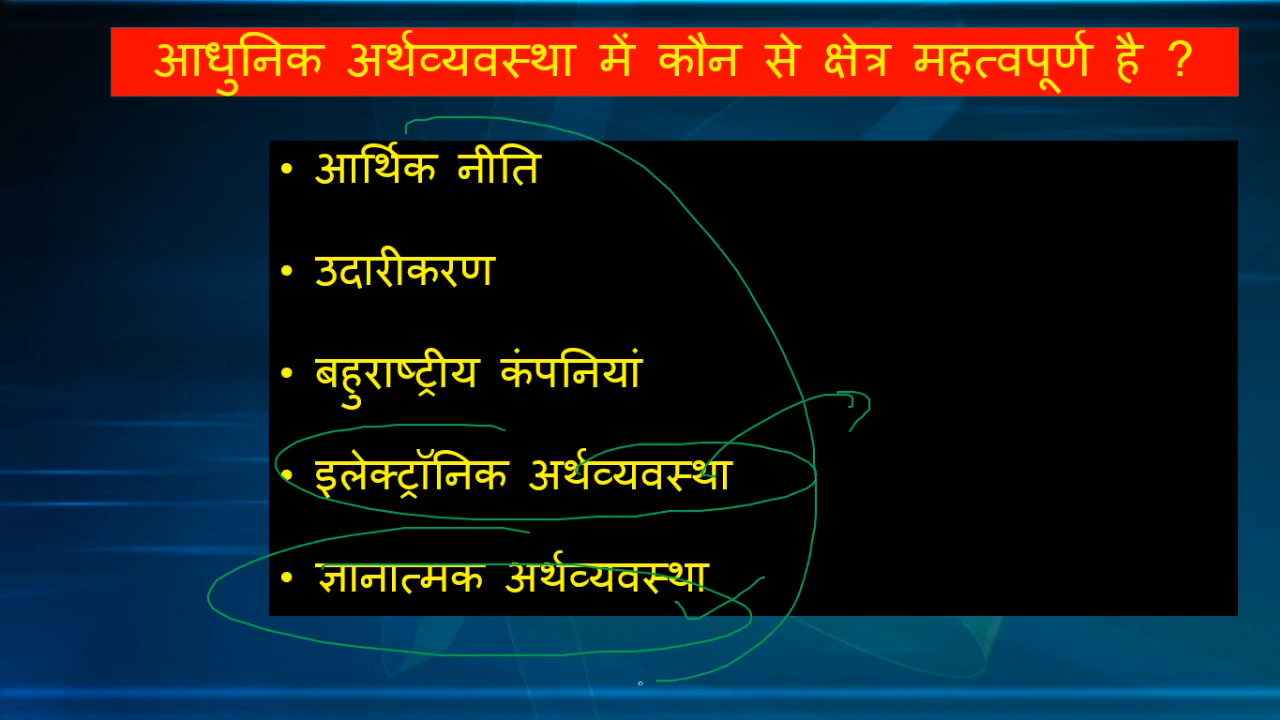 आधुनिक अर्थव्यवस्था में कौन से क्षेत्र महत्वपूर्ण है ?
• आर्थिक नीति
• उदारीकरण
• बहुराष्ट्रीय कंपनियां
• इलेक्ट्रॉनिक अर्थव्यवस्था
• ज्ञानात्मक अर्थव्यवस्था